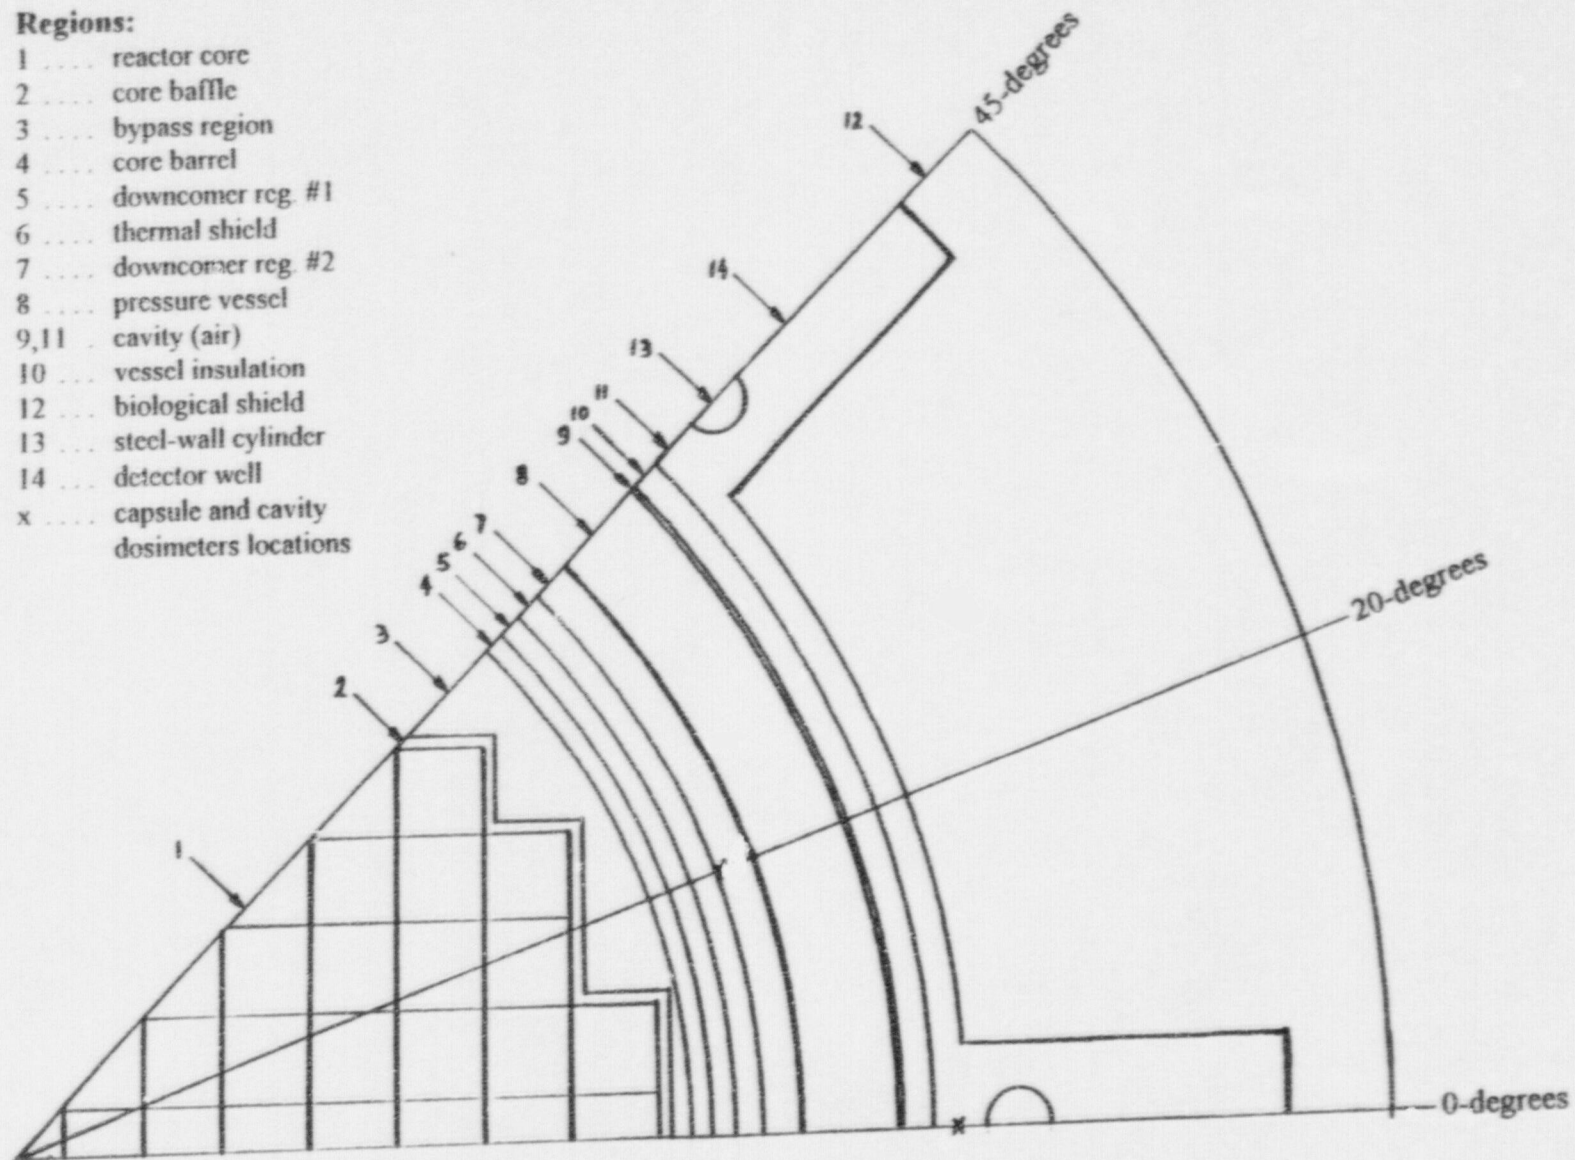 Regions:
1 .... reactor core
2 .... core baffle
3 .... bypass region
4 .... core barrel
5 .... downcomer reg. #1
6 .... thermal shield
7 .... downcomer reg. #2
8 .... pressure vessel
9,11 . cavity (air)
10 ... vessel insulation
12 ... biological shield
13 ... steel-wall cylinder
14 ... detector well
x .... capsule and cavity
dosimeters locations
45-degrees
12
14
13
11
10
9
8
7
6
5
4
3
2
1
20-degrees
x
0-degrees